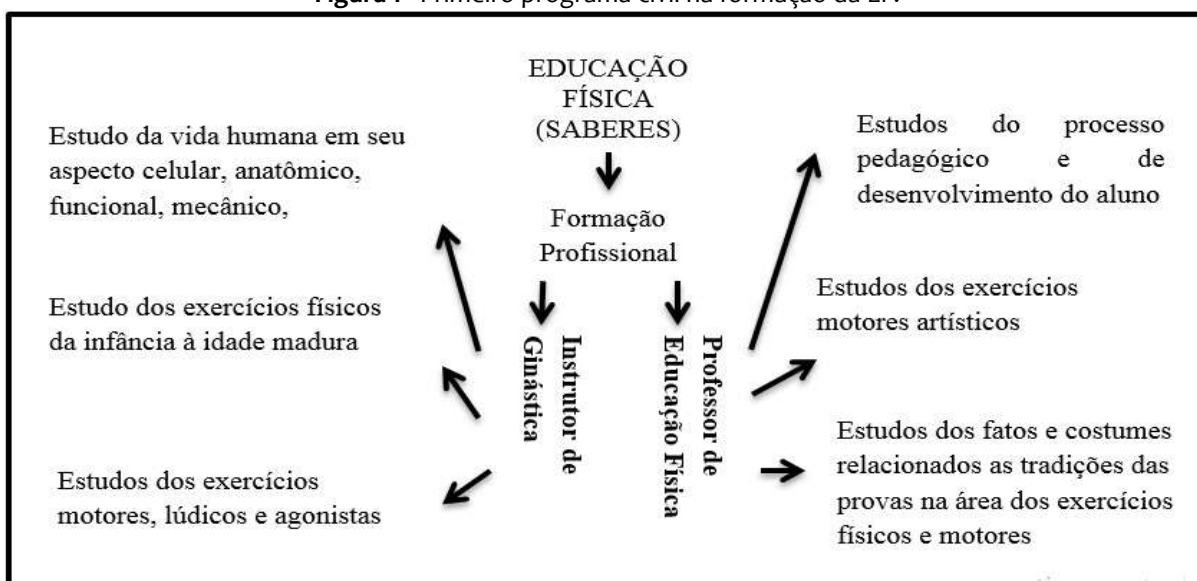 EDUCAÇÃO
FÍSICA
(SABERES)
Formação
Profissional
Instrutor de
Ginástica
Professor de
Educação Física
Estudo da vida humana em seu
aspecto celular, anatômico,
funcional, mecânico,
Estudo dos exercícios físicos
da infância à idade madura
Estudos dos exercícios
motores, lúdicos e agonistas
Estudos do processo
pedagógico e de
desenvolvimento do aluno
Estudos dos exercícios
motores artísticos
Estudos dos fatos e costumes
relacionados as tradições das
provas na área dos exercícios
físicos e motores